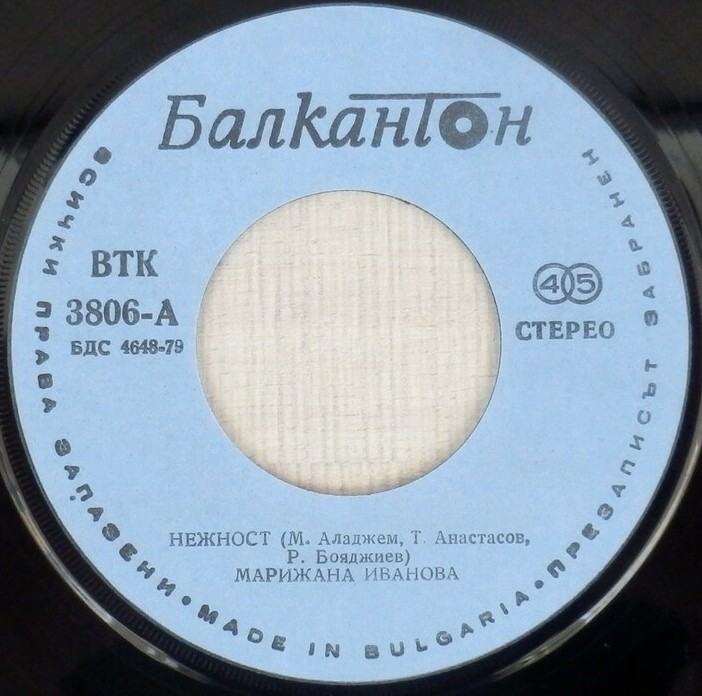 Балкантон
ВТК
3806-А
БДС 4648-79
45
СТЕРЕО
НЕЖНОСТ (М. Аладжем, Т. Анастасов,
Р. Бояджиев)
МАРИЖАНА ИВАНОВА
ВСИЧКИ ПРАВА ЗАПАЗЕНИ • MADE IN BULGARIA • ПРЕЗАПИСЪТ ЗАБРАНЕН